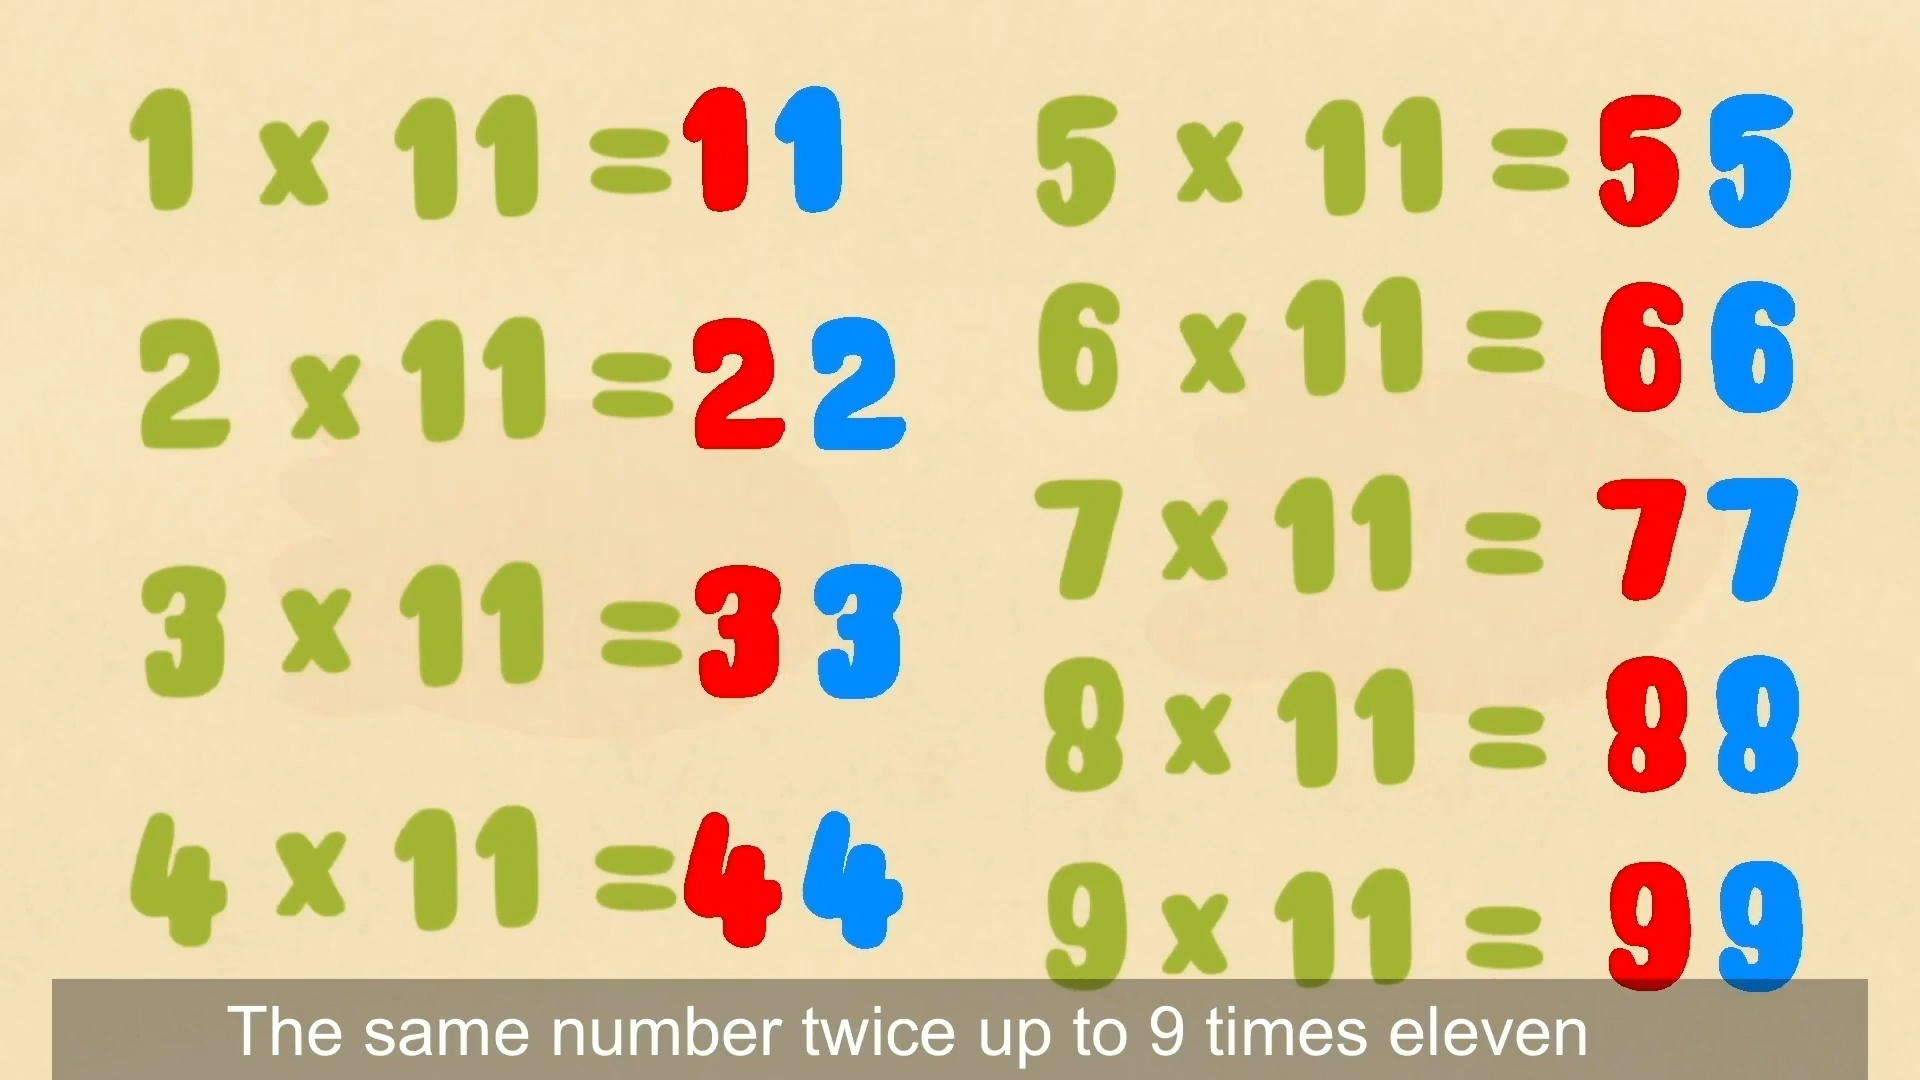 1 x 11 = 11
2 x 11 = 22
3 x 11 = 33
4 x 11 = 44
5 x 11 = 55
6 x 11 = 66
7 x 11 = 77
8 x 11 = 88
9 x 11 = 99
The same number twice up to 9 times eleven